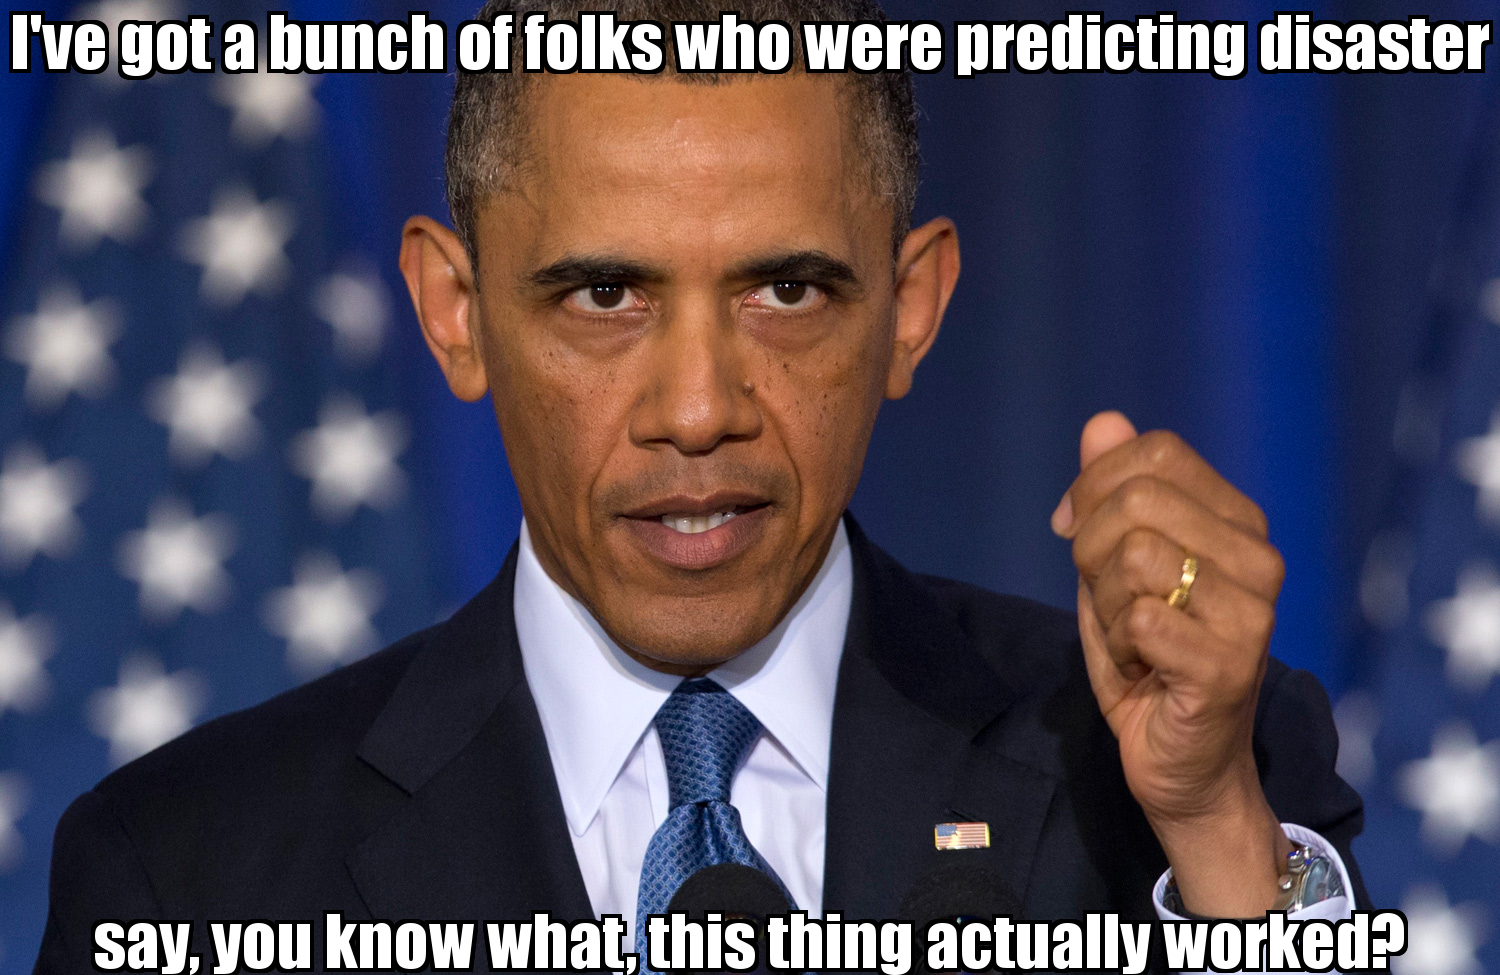 I've got a bunch of folks who were predicting disaster
say, you know what, this thing actually worked?